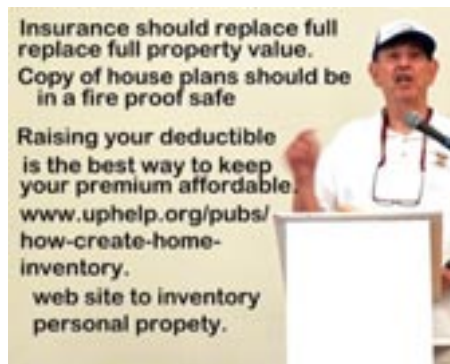 Insurance should replace full
replace full property value.
Copy of house plans should be
in a fire proof safe
Raising your deductible
is the best way to keep
your premium affordable.
www.uphelp.org/pubs/
how-create-home-
inventory.
web site to inventory
personal propety.